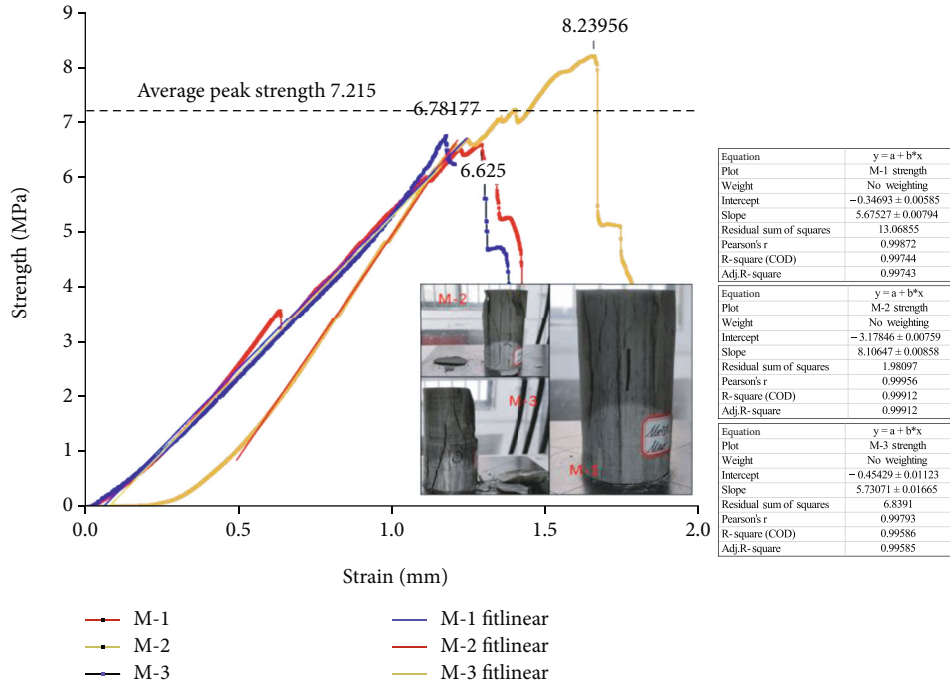 9
8
7
6
5
4
3
2
1
0
Strength (MPa)
8.23956
Average peak strength 7.215
6.78177
6.625
M-2
M-3
0.0
0.5
1.0
1.5
2.0
Strain (mm)
M-1
M-2
M-3
M-1 fitlinear
M-2 fitlinear
M-3 fitlinear
Equation y = a + b*x
Plot M-1 strength
Weight No weighting
Intercept −0.34693 ± 0.00585
Slope 5.67527 ± 0.00794
Residual sum of squares 13.06855
Pearson's r 0.99872
R-square (COD) 0.99744
Adj.R-square 0.99743
Equation y = a + b*x
Plot M-2 strength
Weight No weighting
Intercept −3.17846 ± 0.00759
Slope 8.10647 ± 0.00858
Residual sum of squares 1.98097
Pearson's r 0.99956
R-square (COD) 0.99912
Adj.R-square 0.99912
Equation y = a + b*x
Plot M-3 strength
Weight No weighting
Intercept −0.45429 ± 0.01123
Slope 5.73071 ± 0.01665
Residual sum of squares 6.8391
Pearson's r 0.99793
R-square (COD) 0.99586
Adj.R-square 0.99585